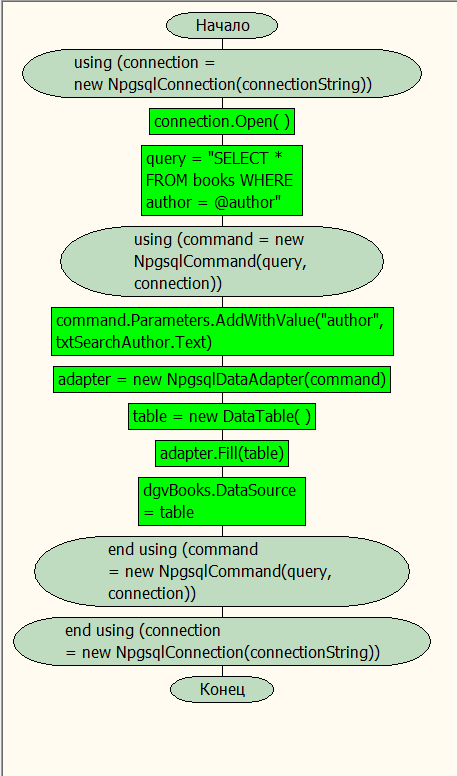 Начало
using (connection =
new NpgsqlConnection(connectionString))
connection.Open( )
query = "SELECT *
FROM books WHERE
author = @author"
using (command = new
NpgsqlCommand(query,
connection))
command.Parameters.AddWithValue("author",
txtSearchAuthor.Text)
adapter = new NpgsqlDataAdapter(command)
table = new DataTable( )
adapter.Fill(table)
dgvBooks.DataSource
= table
end using (command
= new NpgsqlCommand(query,
connection))
end using (connection
= new NpgsqlConnection(connectionString))
Конец